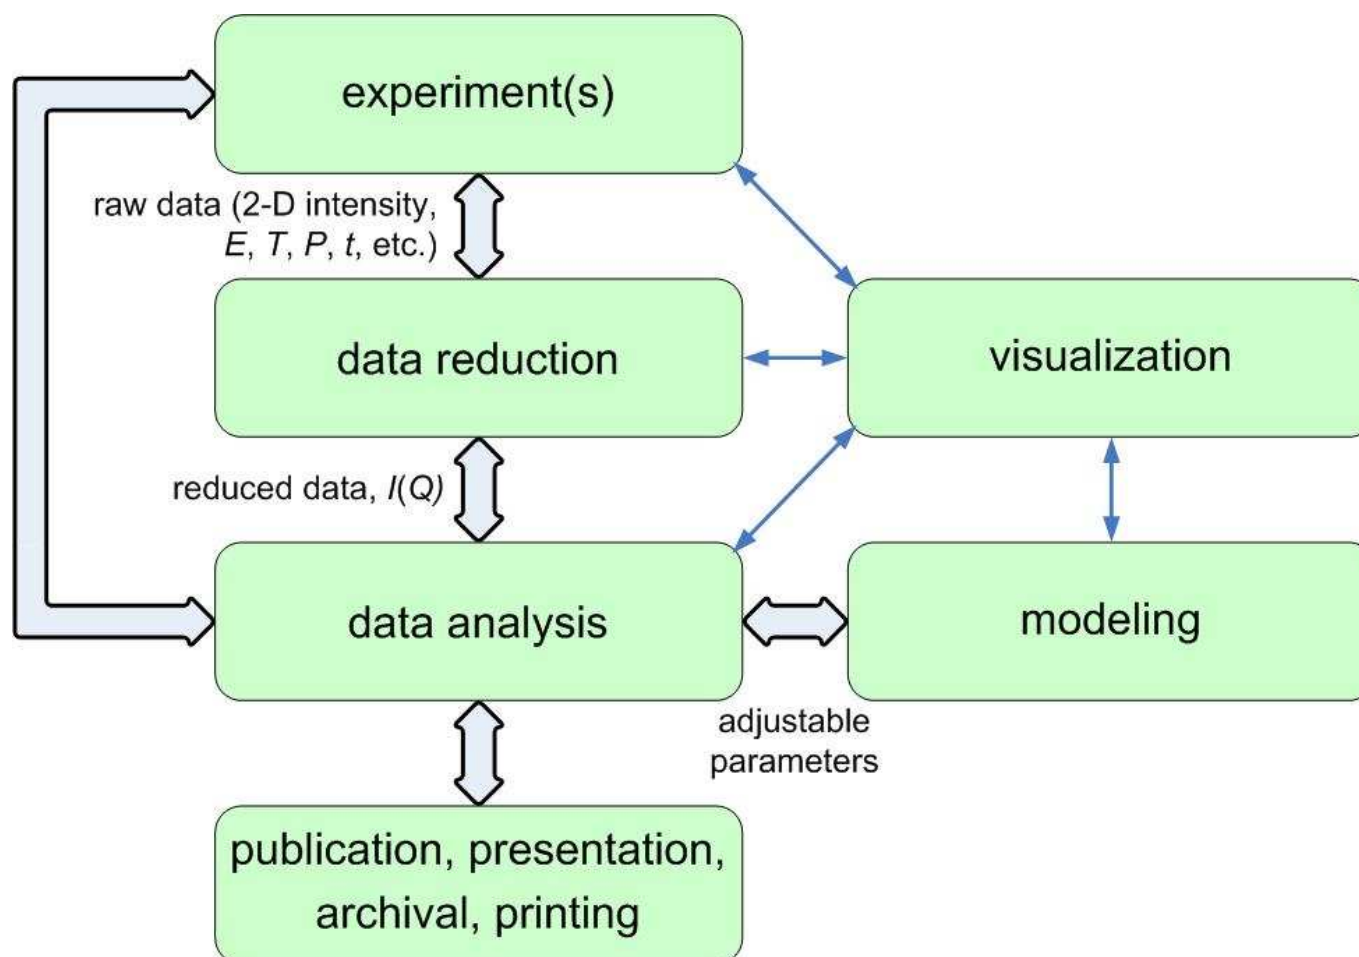 experiment(s)
raw data (2-D intensity,
E, T, P, t, etc.)
data reduction
visualization
reduced data, I(Q)
data analysis
modeling
adjustable
parameters
publication, presentation,
archival, printing